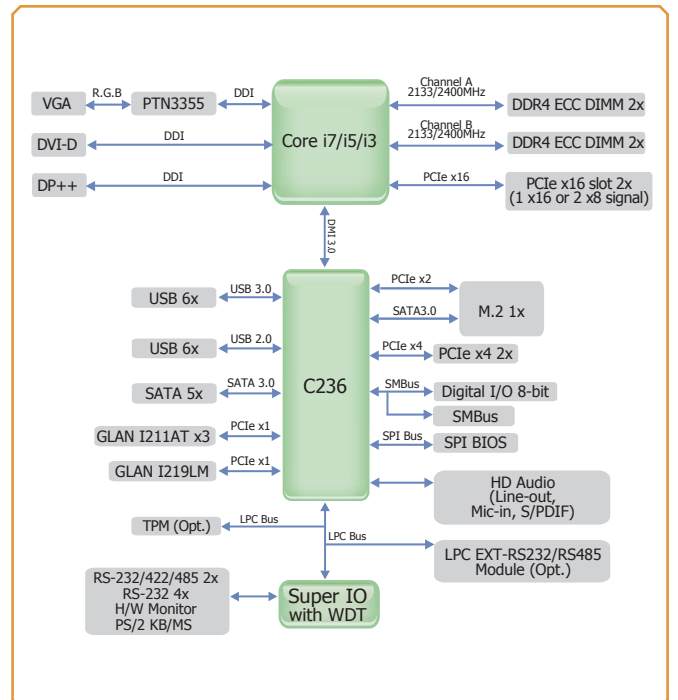 VGA
R.G.B
PTN3355
DDI
DVI-D
DDI
DP++
DDI
Core i7/i5/i3
Channel A
2133/2400MHz
DDR4 ECC DIMM 2x
Channel B
2133/2400MHz
DDR4 ECC DIMM 2x
PCIe x16
PCIe x16 slot 2x
(1 x16 or 2 x8 signal)
DMI 3.0
USB 6x
USB 3.0
USB 6x
USB 2.0
SATA 5x
SATA 3.0
GLAN I211AT x3
PCIe x1
GLAN I219LM
PCIe x1
C236
PCIe x2
SATA3.0
M.2 1x
PCIe x4
PCIe x4 2x
SMBus
Digital I/O 8-bit
SMBus
SPI Bus
SPI BIOS
HD Audio
(Line-out,
Mic-in, S/PDIF)
TPM (Opt.)
LPC Bus
LPC Bus
LPC EXT-RS232/RS485
Module (Opt.)
RS-232/422/485 2x
RS-232 4x
H/W Monitor
PS/2 KB/MS
Super IO
with WDT